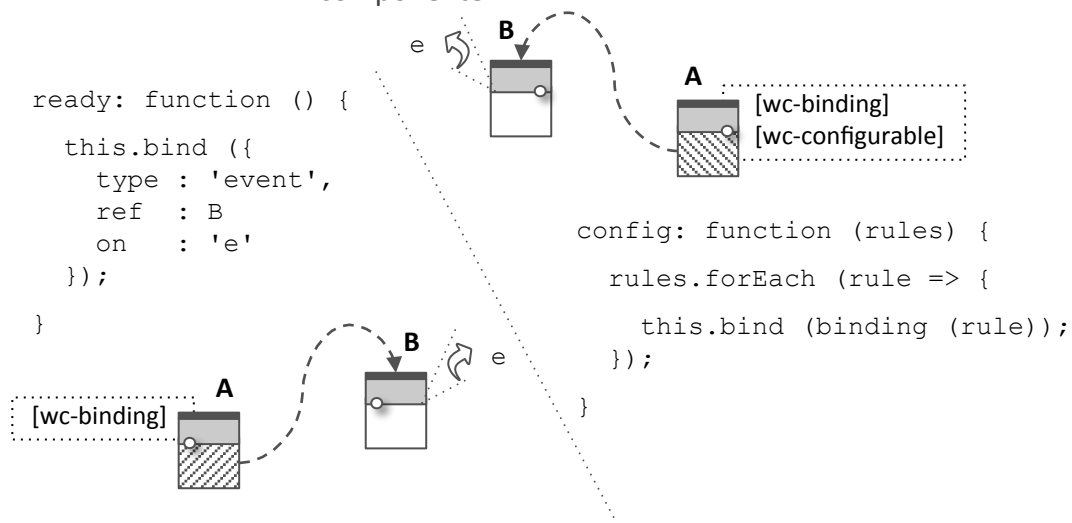 ready: function () {
this.bind ({
type : 'event',
ref : B
on : 'e'
});
}
A
B
e
[wc-binding]
e
B
A
[wc-binding]
[wc-configurable]
config: function (rules) {
rules.forEach (rule => {
this.bind (binding (rule));
});
}